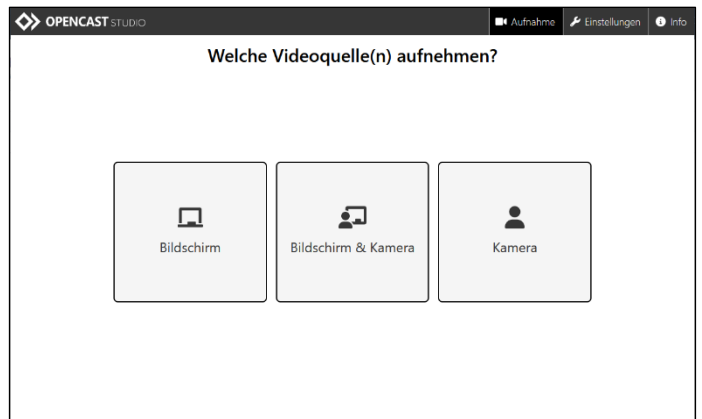 OPENCAST STUDIO Aufnahme Einstellungen Info
Welche Videoquelle(n) aufnehmen?
Bildschirm Bildschirm & Kamera Kamera